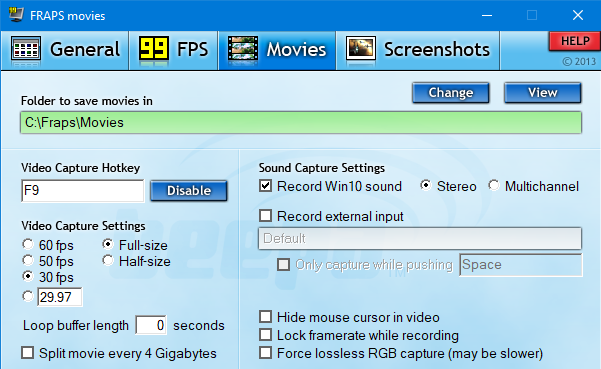 FRAPS movies
General
99 FPS
Movies
Screenshots
HELP
© 2013
Folder to save movies in
Change
View
C:\Fraps\Movies
Video Capture Hotkey
F9
Disable
Video Capture Settings
60 fps
Full-size
50 fps
Half-size
30 fps
29.97
Loop buffer length 0 seconds
Split movie every 4 Gigabytes
Sound Capture Settings
Record Win10 sound
Stereo
Multichannel
Record external input
Default
Only capture while pushing
Space
Hide mouse cursor in video
Lock framerate while recording
Force lossless RGB capture (may be slower)